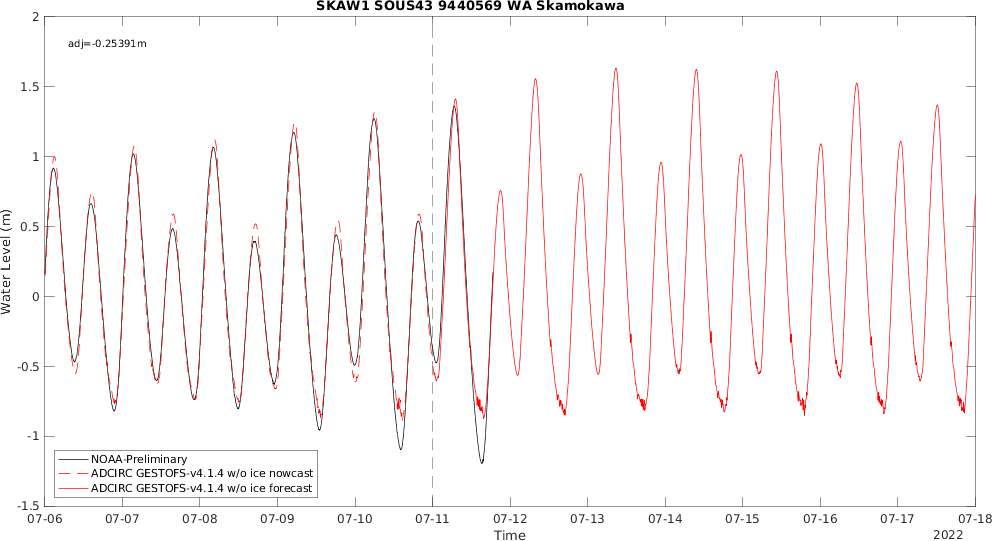 SKAW1 SOUS43 9440569 WA Skamokawa
adj=-0.25391m
2
1.5
1
0.5
0
-0.5
-1
-1.5
Water Level (m)
NOAA-Preliminary
ADCIRC GESTOFS-v4.1.4 w/o ice nowcast
ADCIRC GESTOFS-v4.1.4 w/o ice forecast
07-06 07-07 07-08 07-09 07-10 07-11 07-12 07-13 07-14 07-15 07-16 07-17 07-18
Time
2022